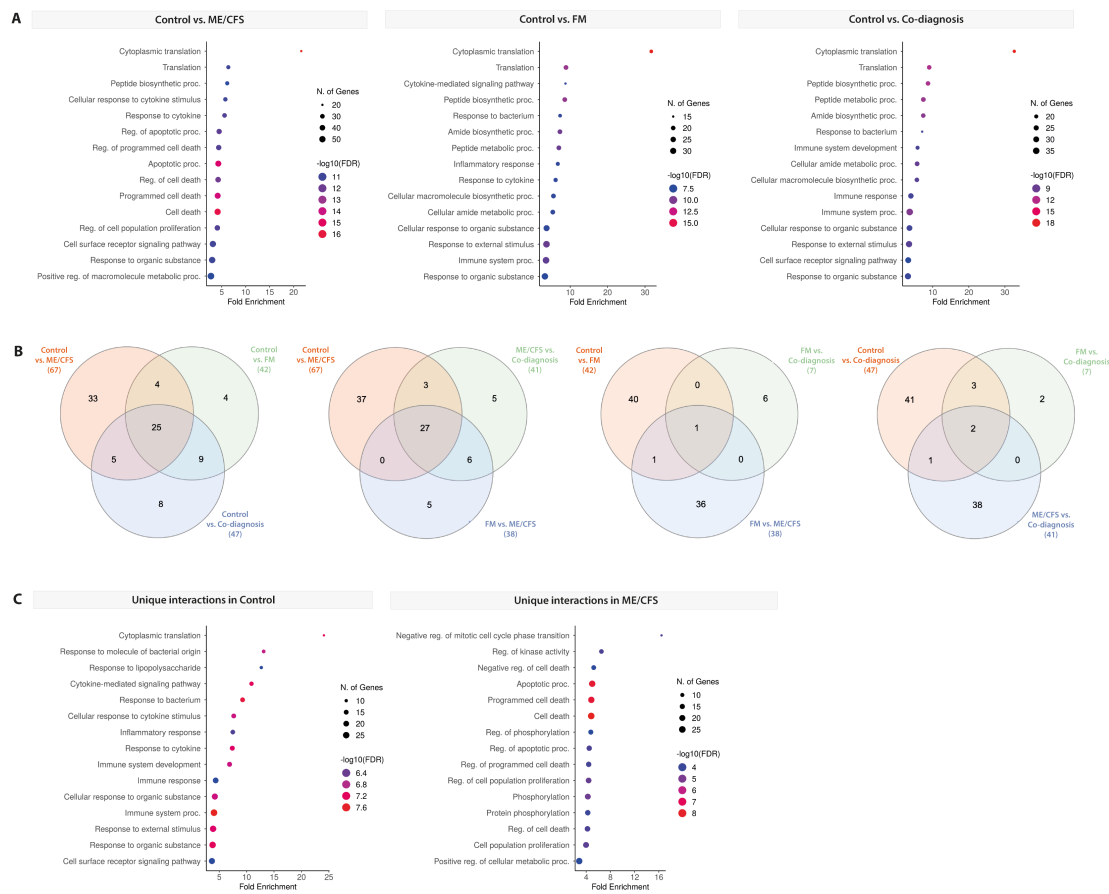 A
Control vs. ME/CFS
Cytoplasmic translation
Translation
Peptide biosynthetic proc.
Cellular response to cytokine stimulus
Response to cytokine
Reg. of apoptotic proc.
Reg. of programmed cell death
Apoptotic proc.
Reg. of cell death
Programmed cell death
Cell death
Reg. of cell population proliferation
Cell surface receptor signaling pathway
Response to organic substance
Positive reg. of macromolecule metabolic proc.
5 10 15 20
Fold Enrichment
N. of Genes
20
30
40
50
-log10(FDR)
11
12
13
14
15
16
Control vs. FM
Cytoplasmic translation
Translation
Cytokine-mediated signaling pathway
Peptide biosynthetic proc.
Response to bacterium
Amide biosynthetic proc.
Peptide metabolic proc.
Inflammatory response
Response to cytokine
Cellular macromolecule biosynthetic proc.
Cellular amide metabolic proc.
Cellular response to organic substance
Response to external stimulus
Immune system proc.
Response to organic substance
10 20 30
Fold Enrichment
N. of Genes
15
20
25
30
-log10(FDR)
7.5
10.0
12.5
15.0
Control vs. Co-diagnosis
Cytoplasmic translation
Translation
Peptide biosynthetic proc.
Peptide metabolic proc.
Amide biosynthetic proc.
Response to bacterium
Immune system development
Cellular amide metabolic proc.
Cellular macromolecule biosynthetic proc.
Immune response
Immune system proc.
Cellular response to organic substance
Response to external stimulus
Cell surface receptor signaling pathway
Response to organic substance
10 20 30
Fold Enrichment
N. of Genes
20
25
30
35
-log10(FDR)
9
12
15
18
B
Control
vs. ME/CFS
(67)
Control
vs. FM
(42)
33
4
4
25
5
9
8
Control
vs. Co-diagnosis
(47)
Control
vs. ME/CFS
(67)
ME/CFS vs.
Co-diagnosis
(41)
37
3
5
27
0
6
5
FM vs. ME/CFS
(38)
Control
vs. FM
(42)
FM vs.
Co-diagnosis
(7)
40
0
6
1
1
0
36
FM vs. ME/CFS
(38)
Control
vs. Co-diagnosis
(47)
FM vs.
Co-diagnosis
(7)
41
3
2
2
1
0
38
ME/CFS vs.
Co-diagnosis
(41)
C
Unique interactions in Control
Cytoplasmic translation
Response to molecule of bacterial origin
Response to lipopolysaccharide
Cytokine-mediated signaling pathway
Response to bacterium
Cellular response to cytokine stimulus
Inflammatory response
Response to cytokine
Immune system development
Immune response
Cellular response to organic substance
Immune system proc.
Response to external stimulus
Response to organic substance
Cell surface receptor signaling pathway
5 10 15 20 25
Fold Enrichment
N. of Genes
10
15
20
25
-log10(FDR)
6.4
6.8
7.2
7.6
Unique interactions in ME/CFS
Negative reg. of mitotic cell cycle phase transition
Reg. of kinase activity
Negative reg. of cell death
Apoptotic proc.
Programmed cell death
Cell death
Reg. of phosphorylation
Reg. of apoptotic proc.
Reg. of programmed cell death
Reg. of cell population proliferation
Phosphorylation
Protein phosphorylation
Reg. of cell death
Cell population proliferation
Positive reg. of cellular metabolic proc.
4 8 12 16
Fold Enrichment
N. of Genes
10
15
20
25
-log10(FDR)
4
5
6
7
8